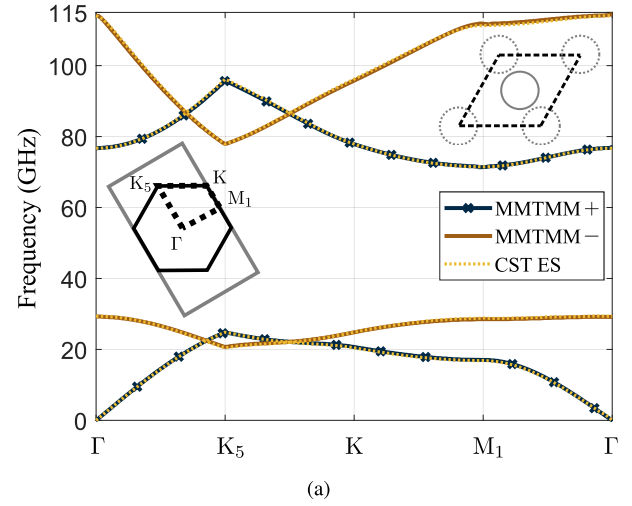 115
100
80
60
40
20
0
Frequency (GHz)
K₅
K
M₁
Γ
MMTMM+
MMTMM−
CST ES
Γ
K₅
K
M₁
Γ
(a)